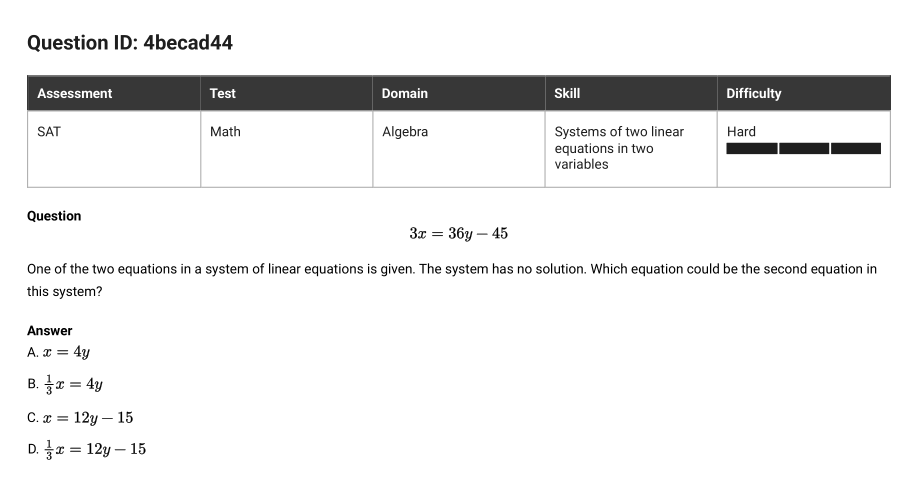 Question ID: 4becad44
Assessment Test Domain Skill Difficulty
SAT Math Algebra Systems of two linear equations in two variables Hard
Question
3x = 36y − 45
One of the two equations in a system of linear equations is given. The system has no solution. Which equation could be the second equation in
this system?
Answer
A. x = 4y
B. 1/3 x = 4y
C. x = 12y − 15
D. 1/3 x = 12y − 15